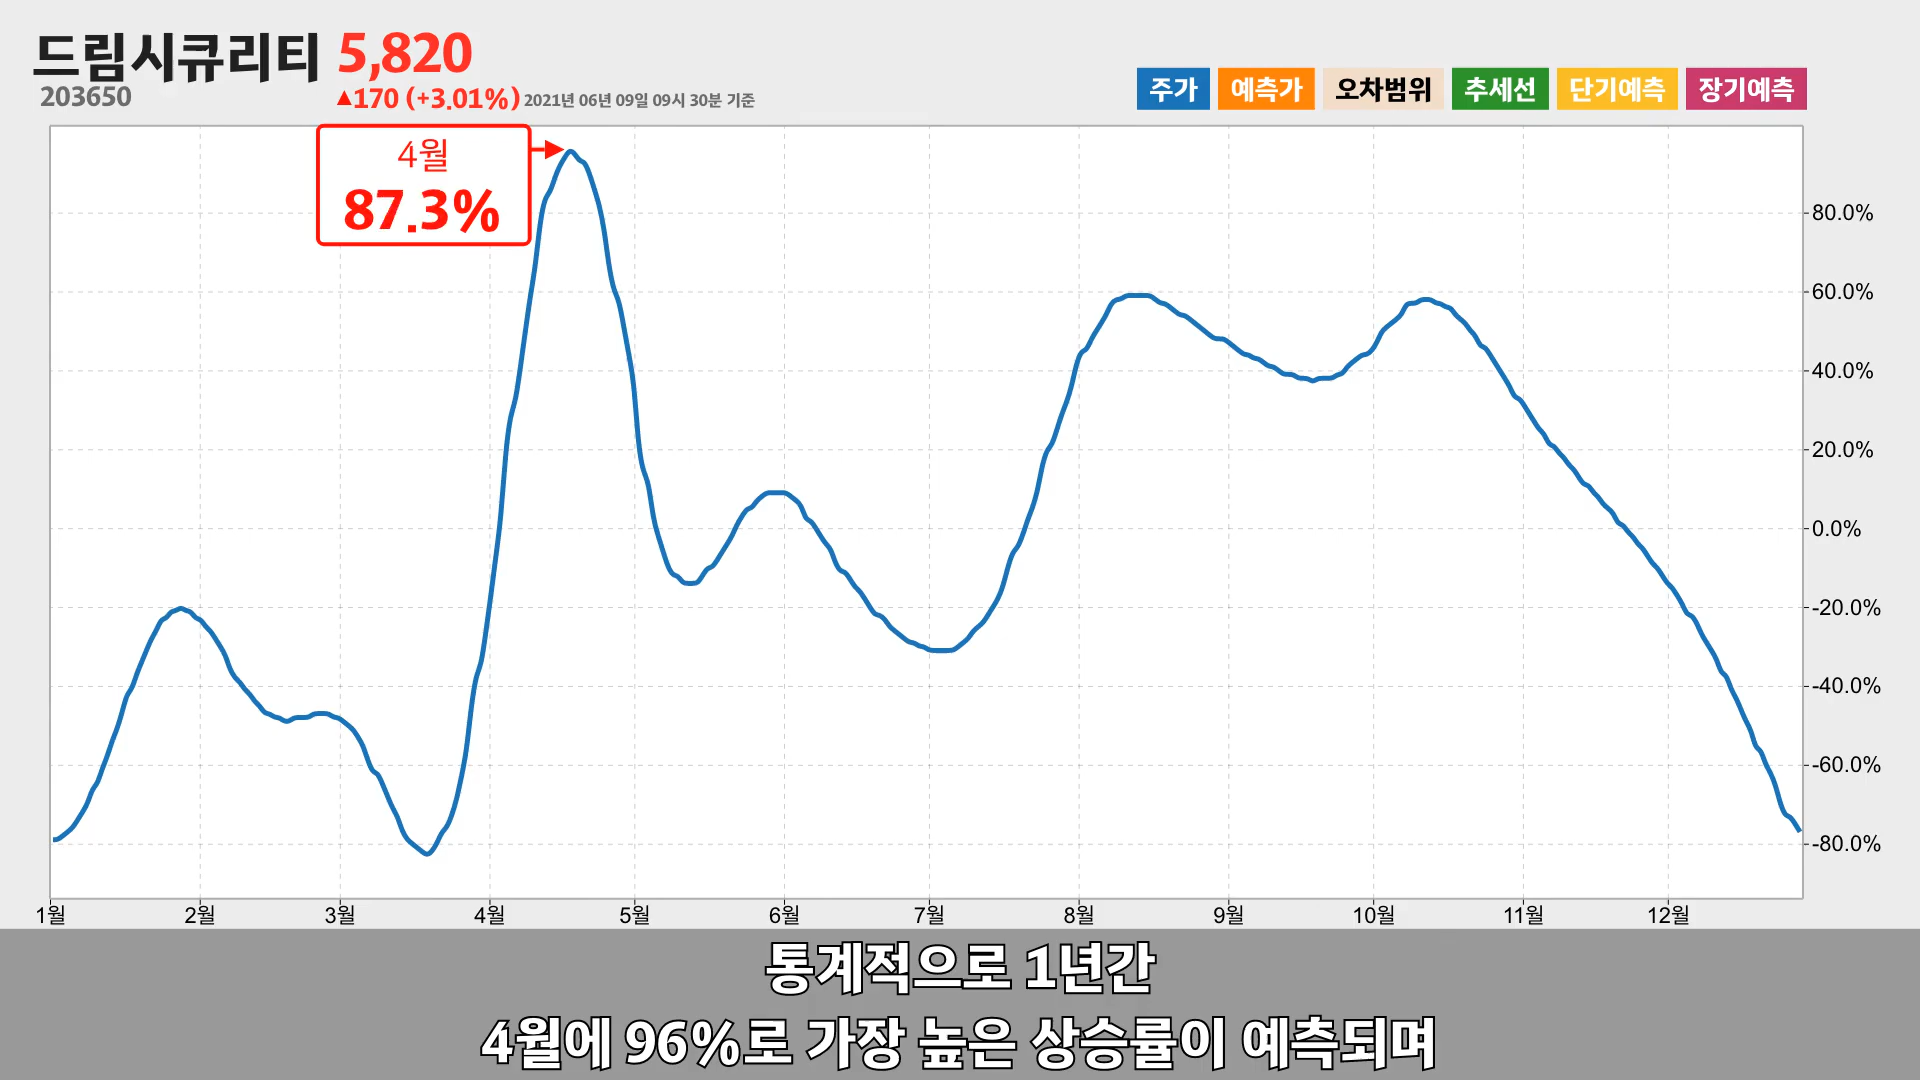 드림시큐리티 5,820
203650 ▲170 (+3.01%) 2021년 06년 09일 09시 30분 기준
주가 예측가 오차범위 추세선 단기예측 장기예측
4월
87.3%
80.0%
60.0%
40.0%
20.0%
0.0%
-20.0%
-40.0%
-60.0%
-80.0%
1월 2월 3월 4월 5월 6월 7월 8월 9월 10월 11월 12월
통계적으로 1년간
4월에 96%로 가장 높은 상승률이 예측되며